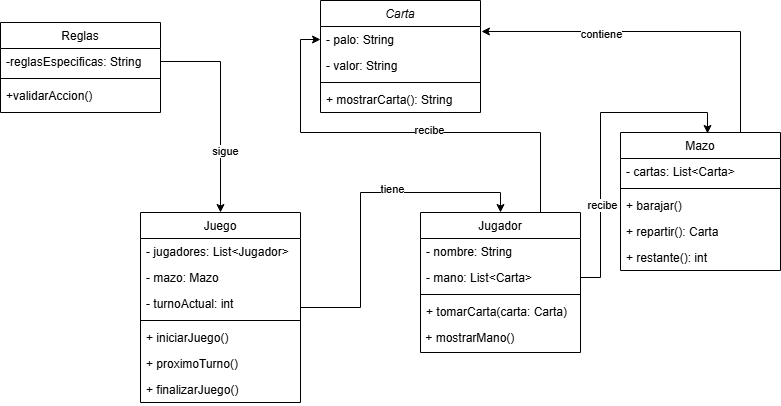 Reglas
-reglasEspecificas: String
+validarAccion()
Carta
- palo: String
- valor: String
+ mostrarCarta(): String
contiene
recibe
sigue
tiene
recibe
Mazo
- cartas: List<Carta>
+ barajar()
+ repartir(): Carta
+ restante(): int
Juego
- jugadores: List<Jugador>
- mazo: Mazo
- turnoActual: int
+ iniciarJuego()
+ proximoTurno()
+ finalizarJuego()
Jugador
- nombre: String
- mano: List<Carta>
+ tomarCarta(carta: Carta)
+ mostrarMano()